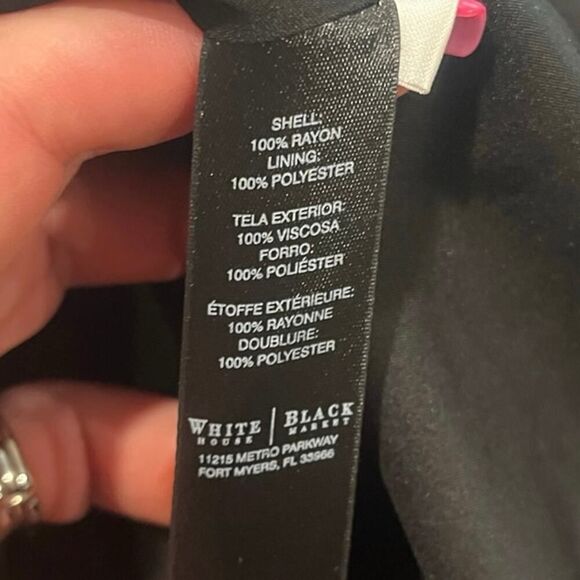 SHELL:
100% RAYON
LINING:
100% POLYESTER
TELA EXTERIOR:
100% VISCOSA
FORRO:
100% POLIÉSTER
ÉTOFFE EXTÉRIEURE:
100% RAYONNE
DOUBLURE:
100% POLYESTER
WHITE HOUSE | BLACK MARKET
11215 METRO PARKWAY
FORT MYERS, FL 33966